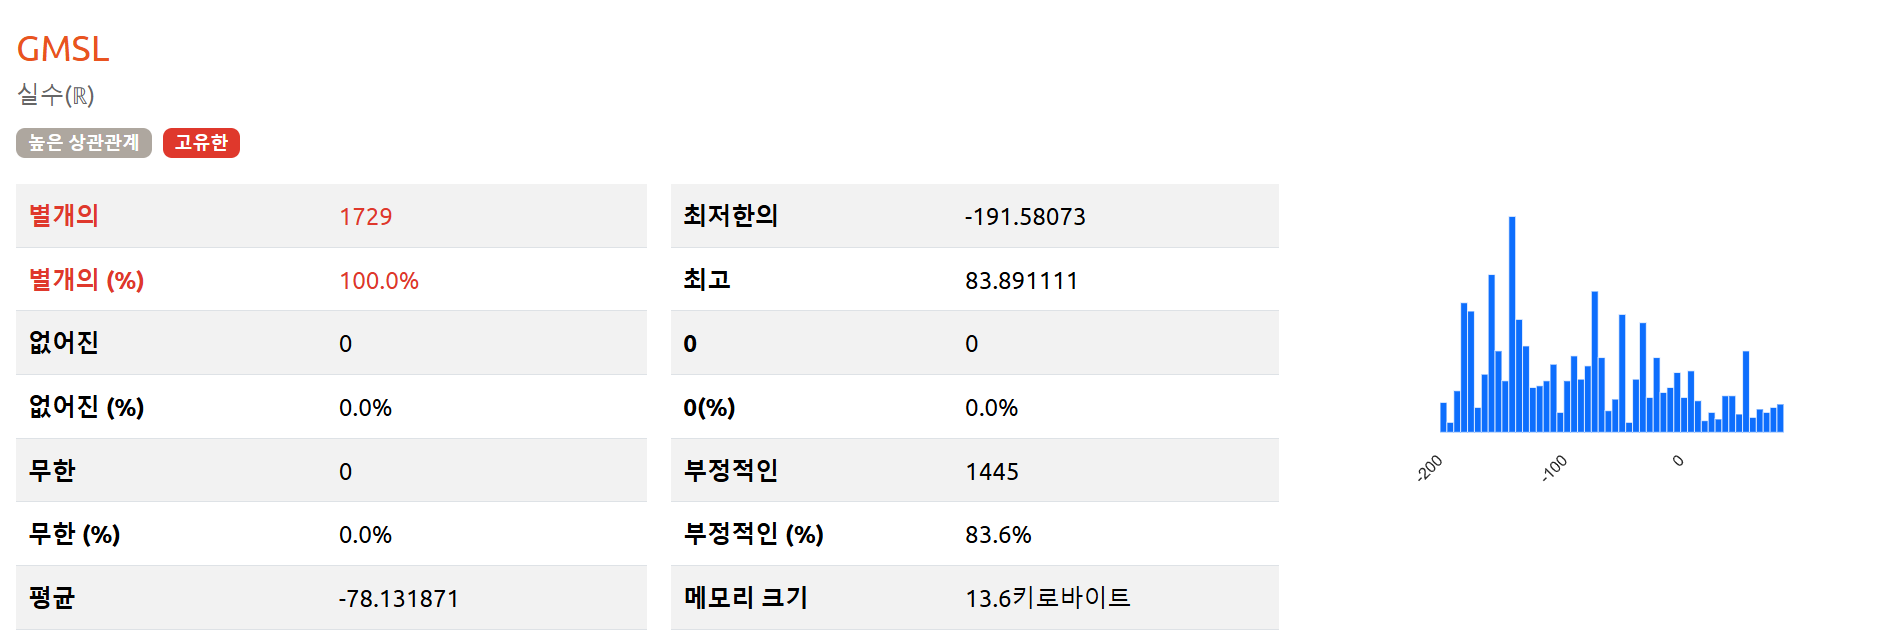 GMSL
실수(ℝ)
높은 상관관계 고유한
별개의 1729
별개의 (%) 100.0%
없어진 0
없어진 (%) 0.0%
무한 0
무한 (%) 0.0%
평균 -78.131871
최저한의 -191.58073
최고 83.891111
0 0
0(%) 0.0%
부정적인 1445
부정적인 (%) 83.6%
메모리 크기 13.6키로바이트
-200 -100 0